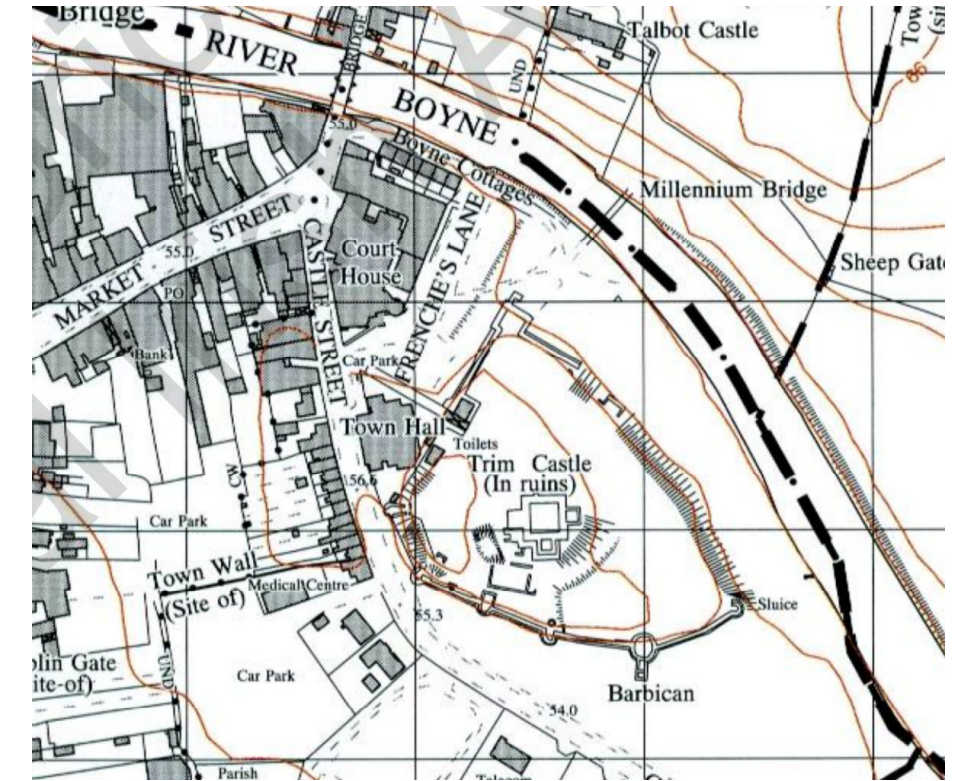 Bridge
RIVER
BRIDGE
Talbot Castle
UND
BOYNE
66
55.0
Boyne Cottages
Millennium Bridge
MARKET STREET
55.0
CASTLE STREET
Court
House
FRENCHE'S LANE
Sheep
PO
Bank
Car Park
Town Hall
Toilets
Trim Castle
(In ruins)
56.6
CW
Car Park
Town Wall
(Site of)
Medical Centre
Sluice
55.3
Gate
UND
Car Park
Barbican
54.0
Parish